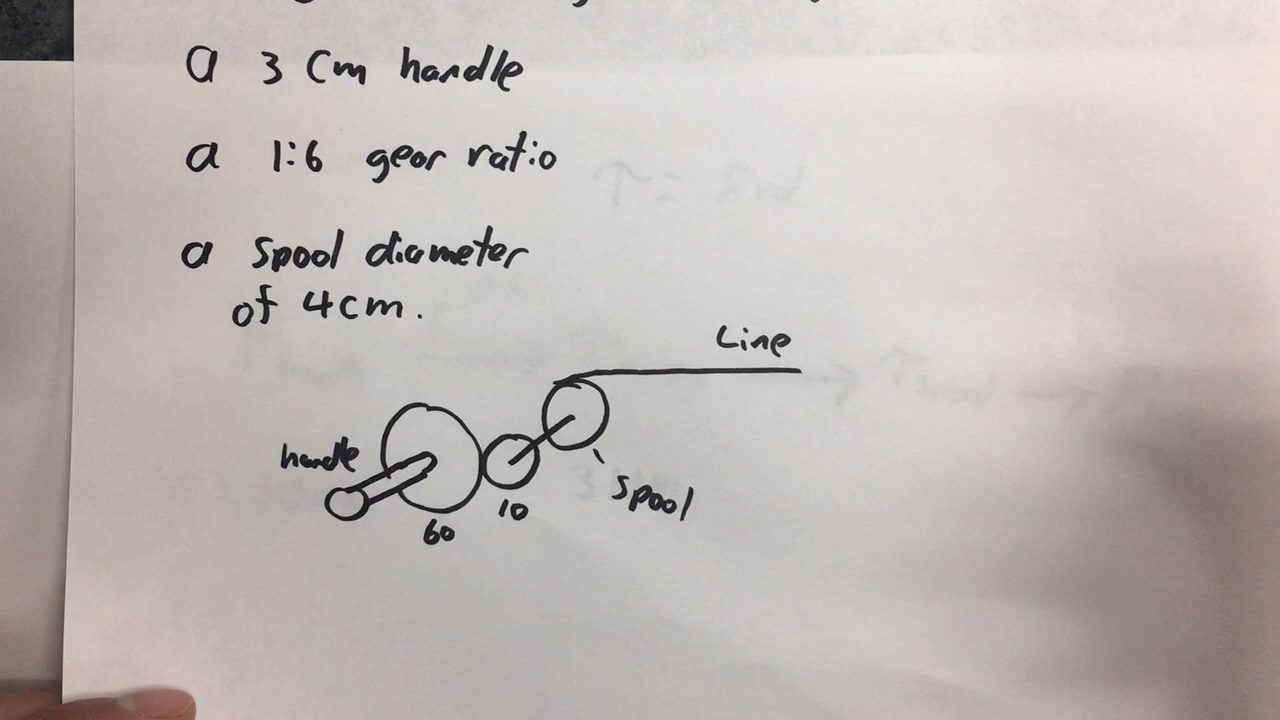 a 3 cm handle
a 1:6 gear ratio
a spool diameter
of 4cm.
Line
handle
spool
10
60